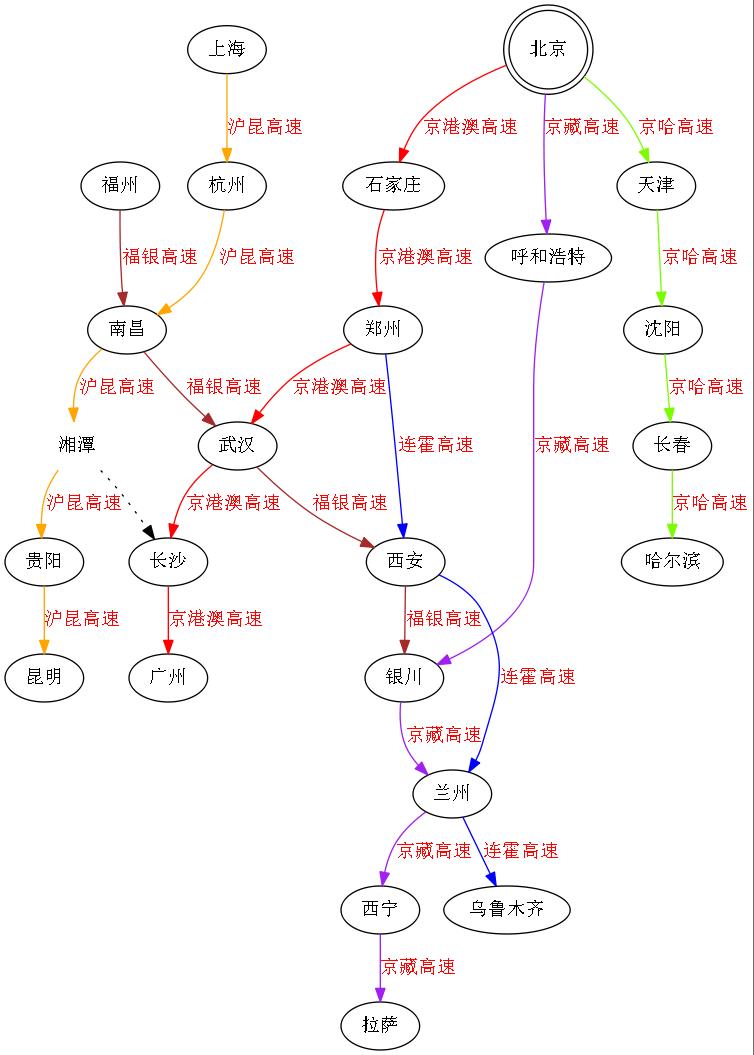 上海
北京
沪昆高速
京港澳高速
京藏高速
京哈高速
福州
杭州
石家庄
天津
福银高速
沪昆高速
京港澳高速
呼和浩特
京哈高速
南昌
郑州
沈阳
沪昆高速
福银高速
京港澳高速
京哈高速
湘潭
武汉
连霍高速
京藏高速
长春
沪昆高速
京港澳高速
福银高速
京哈高速
贵阳
长沙
西安
哈尔滨
沪昆高速
京港澳高速
福银高速
昆明
广州
银川
连霍高速
京藏高速
兰州
京藏高速
连霍高速
西宁
乌鲁木齐
京藏高速
拉萨